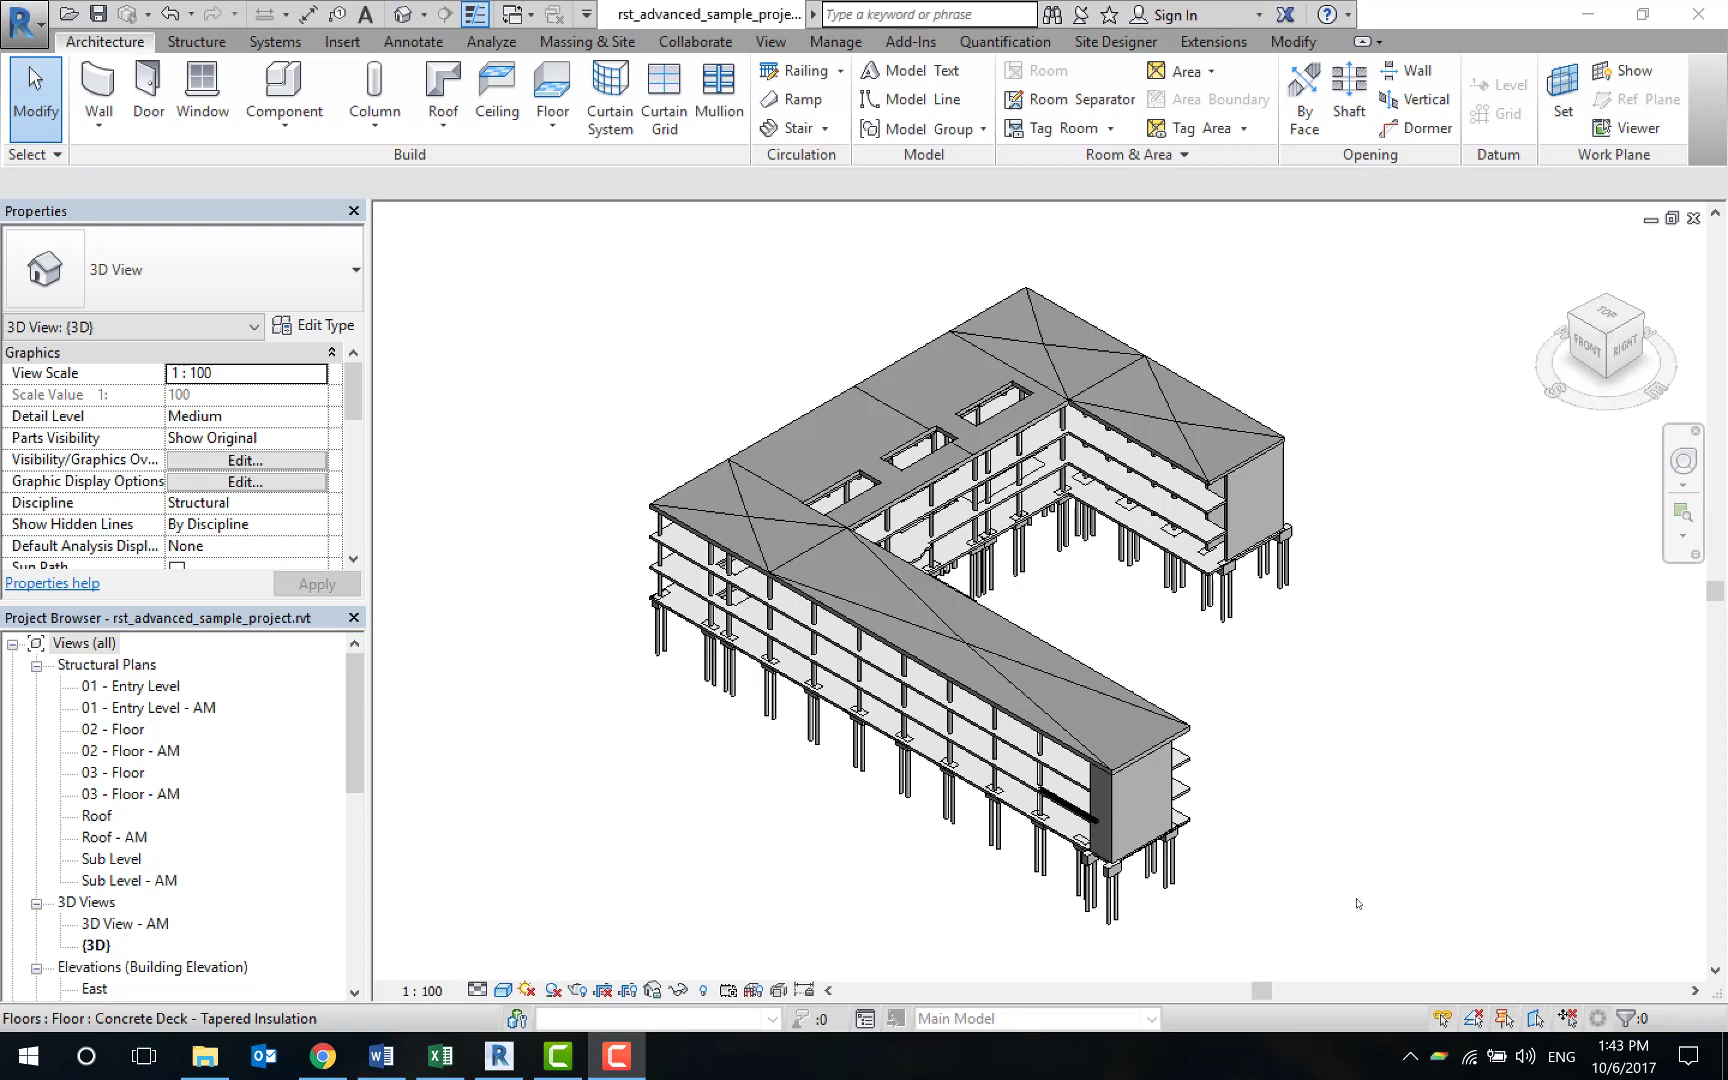 rst_advanced_sample_proje...
Type a keyword or phrase
Sign In
Architecture Structure Systems Insert Annotate Analyze Massing & Site Collaborate View Manage Add-Ins Quantification Site Designer Extensions Modify
Modify
Wall
Door
Window
Component
Column
Roof
Ceiling
Floor
Curtain System
Curtain Grid
Mullion
Railing
Ramp
Stair
Model Text
Model Line
Model Group
Room
Room Separator
Tag Room
Area
Area Boundary
Tag Area
By Face
Shaft
Wall
Vertical
Dormer
Level
Grid
Set
Show
Ref Plane
Viewer
Select Build Circulation Model Room & Area Opening Datum Work Plane
Properties
3D View
3D View: {3D}
Edit Type
Graphics
View Scale 1 : 100
Scale Value 1: 100
Detail Level Medium
Parts Visibility Show Original
Visibility/Graphics Ov... Edit...
Graphic Display Options Edit...
Discipline Structural
Show Hidden Lines By Discipline
Default Analysis Displ... None
Sun Path
Properties help
Apply
Project Browser - rst_advanced_sample_project.rvt
Views (all)
Structural Plans
01 - Entry Level
01 - Entry Level - AM
02 - Floor
02 - Floor - AM
03 - Floor
03 - Floor - AM
Roof
Roof - AM
Sub Level
Sub Level - AM
3D Views
3D View - AM
{3D}
Elevations (Building Elevation)
East
TOP
FRONT
RIGHT
1 : 100
Floors : Floor : Concrete Deck - Tapered Insulation
:0
Main Model
:0
ENG
1:43 PM
10/6/2017